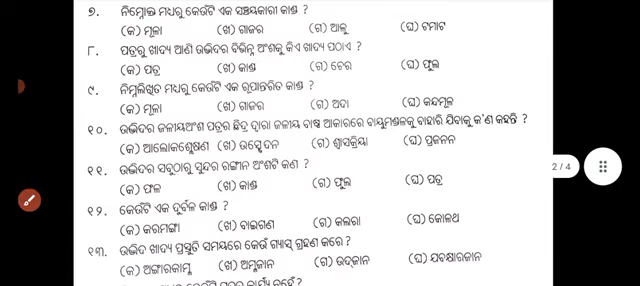 ୭. ନିମ୍ନୋକ୍ତ ମଧ୍ୟରୁ କେଉଁଟି ଏକ ସଞ୍ଚୟକାରୀ କାଣ୍ଡ ?
(କ) ମୂଳା (ଖ) ଗାଜର (ଗ) ଆଳୁ (ଘ) ଟମାଟ
୮. ପତ୍ରରୁ ଖାଦ୍ୟ ଆଣି ଉଦ୍ଭିଦର ବିଭିନ୍ନ ଅଂଶକୁ କିଏ ଖାଦ୍ୟ ପଠାଏ ?
(କ) ପତ୍ର (ଖ) କାଣ୍ଡ (ଗ) ଚେର (ଘ) ଫୁଲ
୯. ନିମ୍ନଲିଖିତ ମଧ୍ୟରୁ କେଉଁଟି ଏକ ରୂପାନ୍ତରିତ କାଣ୍ଡ ?
(କ) ମୂଳା (ଖ) ଗାଜର (ଗ) ଅଦା (ଘ) କନ୍ଦମୂଳ
୧୦. ଉଦ୍ଭିଦର ଜଳୀୟଅଂଶ ପତ୍ରର ଛିଦ୍ର ଦ୍ୱାରା ଜଳୀୟ ବାଷ୍ପ ଆକାରରେ ବାୟୁମଣ୍ଡଳକୁ ବାହାରି ଯିବାକୁ କ'ଣ କହନ୍ତି ?
(କ) ଆଲୋକଶ୍ଳେଷଣ (ଖ) ଉତ୍ସ୍ୱେଦନ (ଗ) ଶ୍ୱାସକ୍ରିୟା (ଘ) ପ୍ରଜନନ
2 / 4
୧୧. ଉଦ୍ଭିଦର ସବୁଠାରୁ ସୁନ୍ଦର ରଙ୍ଗୀନ ଅଂଶଟି କଣ ?
(କ) ଫଳ (ଖ) କାଣ୍ଡ (ଗ) ଫୁଲ (ଘ) ପତ୍ର
୧୨. କେଉଁଟି ଏକ ଦୁର୍ବଳ କାଣ୍ଡ ?
(କ) କରମଙ୍ଗା (ଖ) ବାଇଗଣ (ଗ) କଲରା (ଘ) କୋଳଥ
୧୩. ଉଦ୍ଭିଦ ଖାଦ୍ୟ ପ୍ରସ୍ତୁତି ସମୟରେ କେଉଁ ଗ୍ୟାସ୍ ଗ୍ରହଣ କରେ ?
(କ) ଅଙ୍ଗାରକାମ୍ଳ (ଖ) ଅମ୍ଳଜାନ (ଗ) ଉଦ୍‌ଜାନ (ଘ) ଯବକ୍ଷାରଜାନ